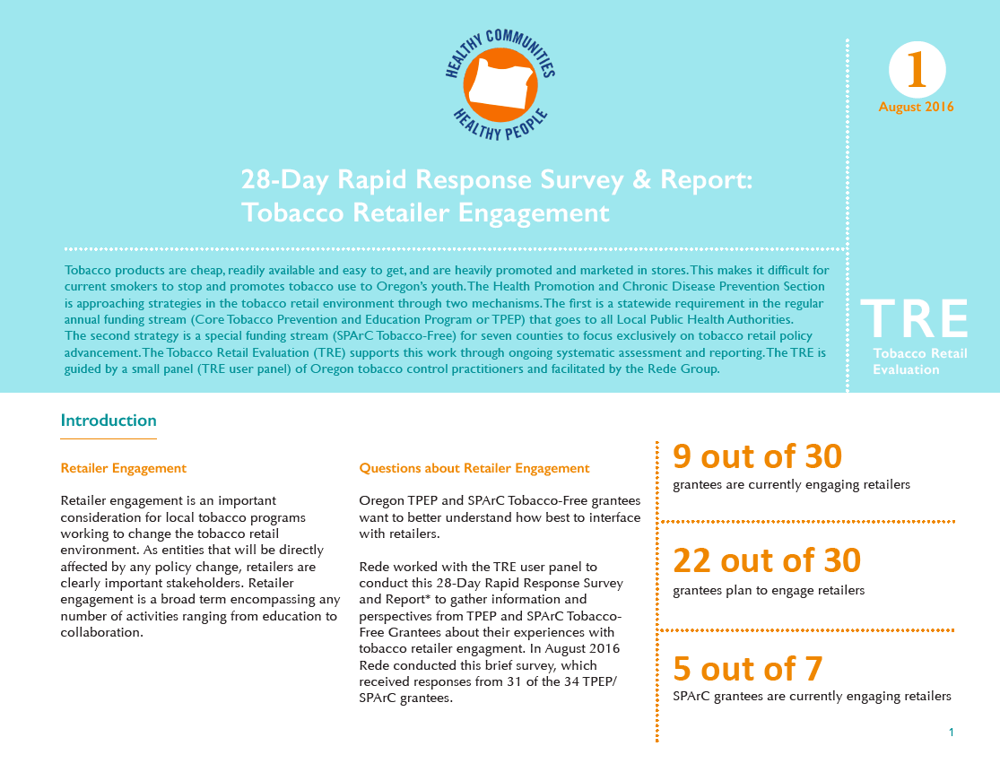 HEALTHY COMMUNITIES
HEALTHY PEOPLE
1
August 2016
28-Day Rapid Response Survey & Report:
Tobacco Retailer Engagement
Tobacco products are cheap, readily available and easy to get, and are heavily promoted and marketed in stores. This makes it difficult for
current smokers to stop and promotes tobacco use to Oregon's youth. The Health Promotion and Chronic Disease Prevention Section
is approaching strategies in the tobacco retail environment through two mechanisms. The first is a statewide requirement in the regular
annual funding stream (Core Tobacco Prevention and Education Program or TPEP) that goes to all Local Public Health Authorities.
The second strategy is a special funding stream (SPArC Tobacco-Free) for seven counties to focus exclusively on tobacco retail policy
advancement. The Tobacco Retail Evaluation (TRE) supports this work through ongoing systematic assessment and reporting. The TRE is
guided by a small panel (TRE user panel) of Oregon tobacco control practitioners and facilitated by the Rede Group.
TRE
Tobacco Retail
Evaluation
Introduction
Retailer Engagement
Retailer engagement is an important
consideration for local tobacco programs
working to change the tobacco retail
environment. As entities that will be directly
affected by any policy change, retailers are
clearly important stakeholders. Retailer
engagement is a broad term encompassing any
number of activities ranging from education to
collaboration.
Questions about Retailer Engagement
Oregon TPEP and SPArC Tobacco-Free grantees
want to better understand how best to interface
with retailers.
Rede worked with the TRE user panel to
conduct this 28-Day Rapid Response Survey
and Report* to gather information and
perspectives from TPEP and SPArC Tobacco-
Free Grantees about their experiences with
tobacco retailer engagment. In August 2016
Rede conducted this brief survey, which
received responses from 31 of the 34 TPEP/
SPArC grantees.
9 out of 30
grantees are currently engaging retailers
22 out of 30
grantees plan to engage retailers
5 out of 7
SPArC grantees are currently engaging retailers
1